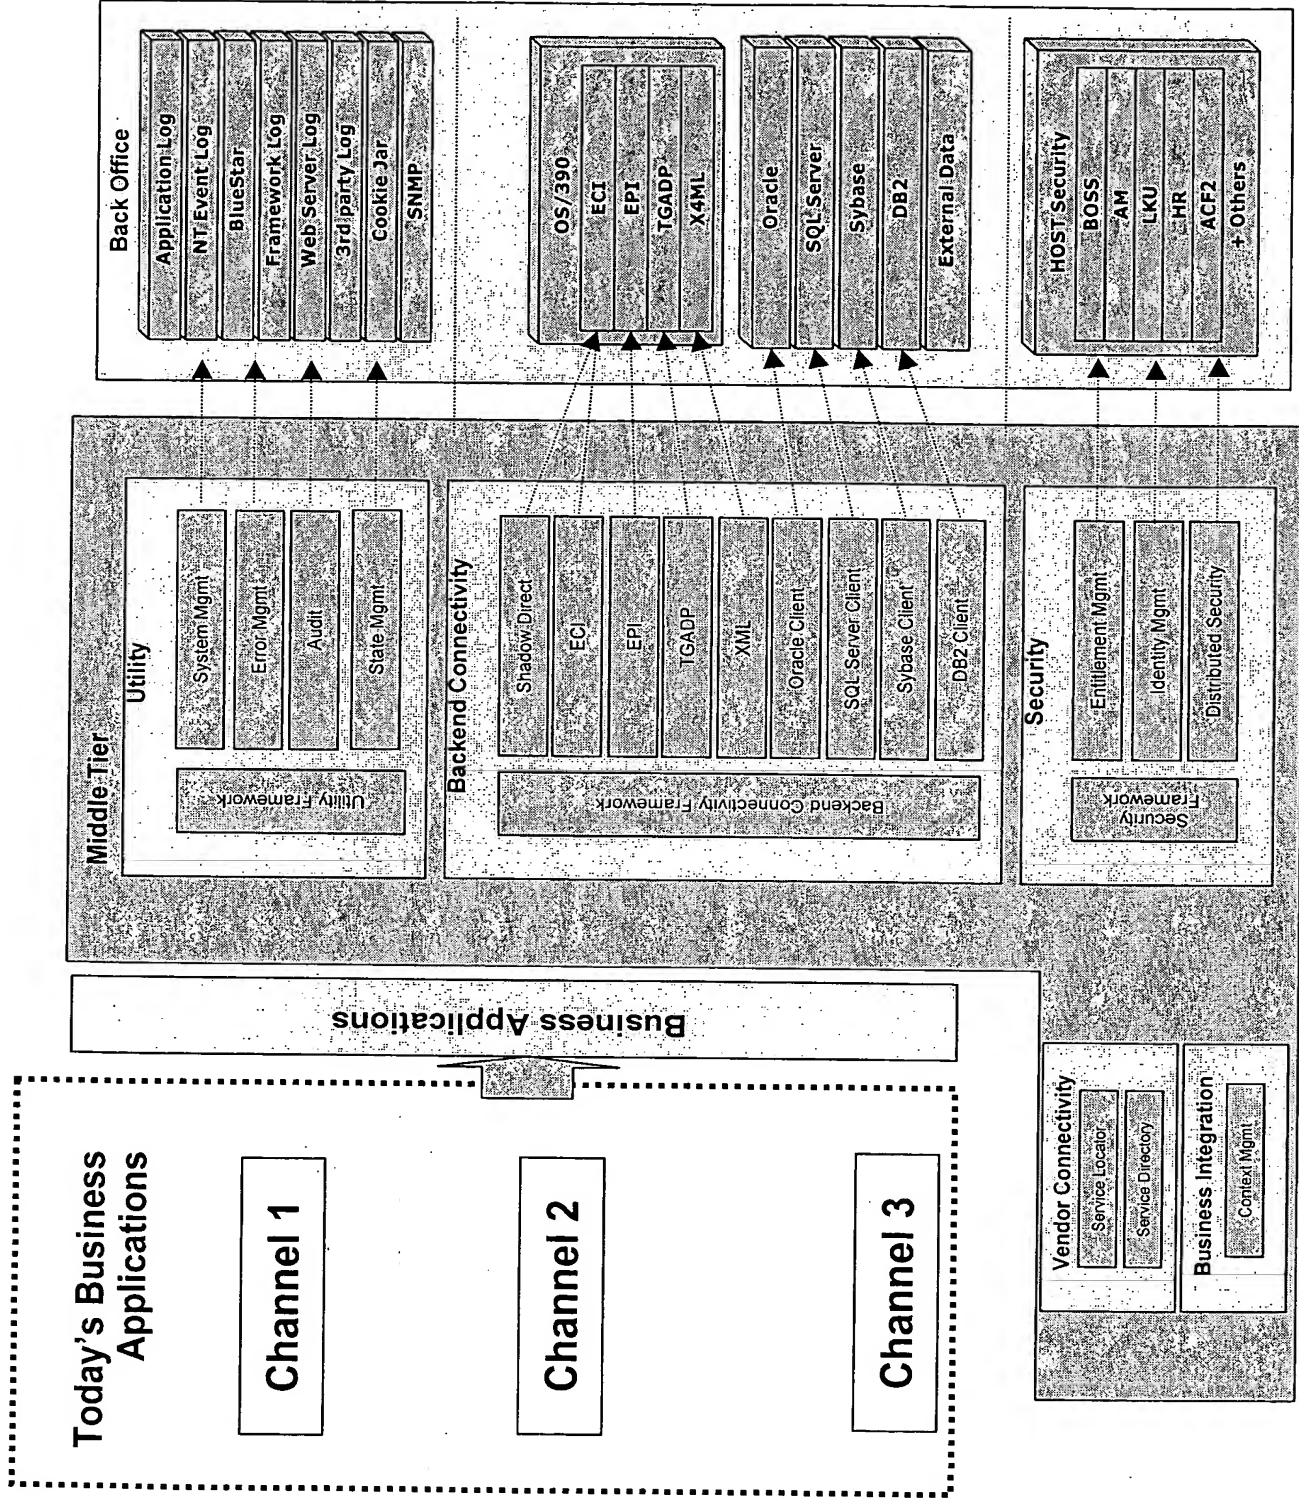 Today's Business
Applications
Channel 1
Channel 2
Channel 3
Business Applications
Middle Tier
Utility
Utility Framework
System Mgmt
Error Mgmt
Audit
State Mgmt
Backend Connectivity
Backend Connectivity Framework
Shadow Direct
ECI
EPI
TGADP
XML
Oracle Client
SQL Server Client
Sybase Client
DB2 Client
Security
Security
Framework
Entitlement Mgmt
Identity Mgmt
Distributed Security
Vendor Connectivity
Service Locator
Service Directory
Business Integration
Context Mgmt
Back Office
Application Log
NT Event Log
BlueStar
Framework Log
Web Server Log
3rd party Log
Cookie Jar
SNMP
OS/390
ECI
EPI
TGADP
X4ML
Oracle
SQL Server
Sybase
DB2
External Data
HOST Security
BOSS
AM
LKU
HR
ACF2
+ Others